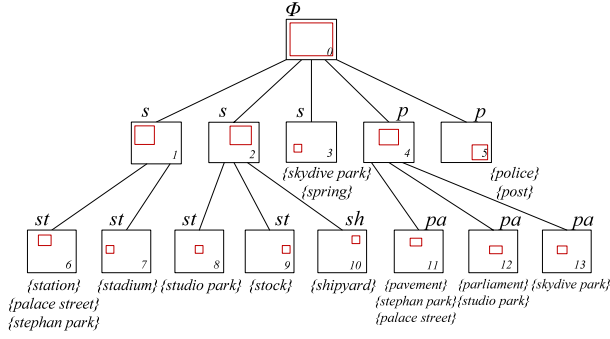 Φ
0
s s s p p
1 2 3 4 5
{skydive park} {police}
{spring} {post}
st st st st sh pa pa pa
6 7 8 9 10 11 12 13
{station} {stadium} {studio park} {stock} {shipyard} {pavement} {parliament} {skydive park}
{palace street} {stephan park} {studio park}
{stephan park} {palace street}